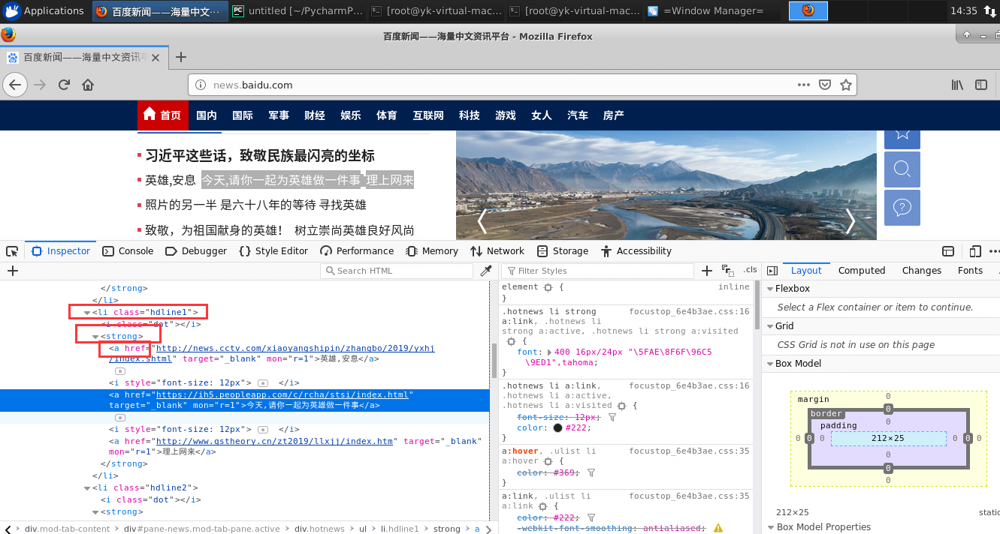 Applications
百度新闻——海量中文···
untitled [~/PycharmP...
[root@yk-virtual-mac...
[root@yk-virtual-mac...
=Window Manager=
14:35
百度新闻——海量中文资讯平台 - Mozilla Firefox
百度新闻——海量中文资讯平
news.baidu.com
首页 国内 国际 军事 财经 娱乐 体育 互联网 科技 游戏 女人 汽车 房产
习近平这些话，致敬民族最闪亮的坐标
英雄,安息 今天,请你一起为英雄做一件事 理上网来
照片的另一半 是六十八年的等待 寻找英雄
致敬，为祖国献身的英雄！ 树立崇尚英雄良好风尚
Inspector Console Debugger Style Editor Performance Memory Network Storage Accessibility
Search HTML
</strong>
</li>
<li class="hdline1">
<i class="dot"></i>
<strong>
<a href="http://news.cctv.com/xiaoyangshipin/zhangbo/2019/yxhj
/index.shtml" target="_blank" mon="r=1">英雄,安息</a>
<i style="font-size: 12px"> </i>
<a href="https://ih5.peopleapp.com/c/rcha/stsi/index.html"
target="_blank" mon="r=1">今天,请你一起为英雄做一件事</a>
<i style="font-size: 12px"> </i>
<a href="http://www.qstheory.cn/zt2019/llxjj/index.htm" target="_blank"
mon="r=1">理上网来</a>
</strong>
</li>
<li class="hdline2">
<i class="dot"></i>
<strong>
div.mod-tab-content > div#pane-news.mod-tab-pane.active > div.hotnews > ul > li.hdline1 > strong > a
Filter Styles
.cls
element { inline
}
.hotnews li strong focustop_6e4b3ae.css:16
a:link, .hotnews li
strong a:active, .hotnews li strong a:visited
{
font: 400 16px/24px "\5FAE\8F6F\96C5
\9ED1",tahoma;
}
.hotnews li a:link, focustop_6e4b3ae.css:16
.hotnews li a:active,
.hotnews li a:visited {
font-size: 12px;
color: #222;
}
a:hover, .ulist li focustop_6e4b3ae.css:35
a:hover {
color: #369;
}
a:link, .ulist li focustop_6e4b3ae.css:35
a:link {
color: #222;
-webkit-font-smoothing: antialiased;
Layout Computed Changes Fonts
Flexbox
Select a Flex container or item to continue.
Grid
CSS Grid is not in use on this page
Box Model
margin
0
border
0
padding
0
0 0 0 212×25 0 0 0
0
0
0
212×25 static
Box Model Properties